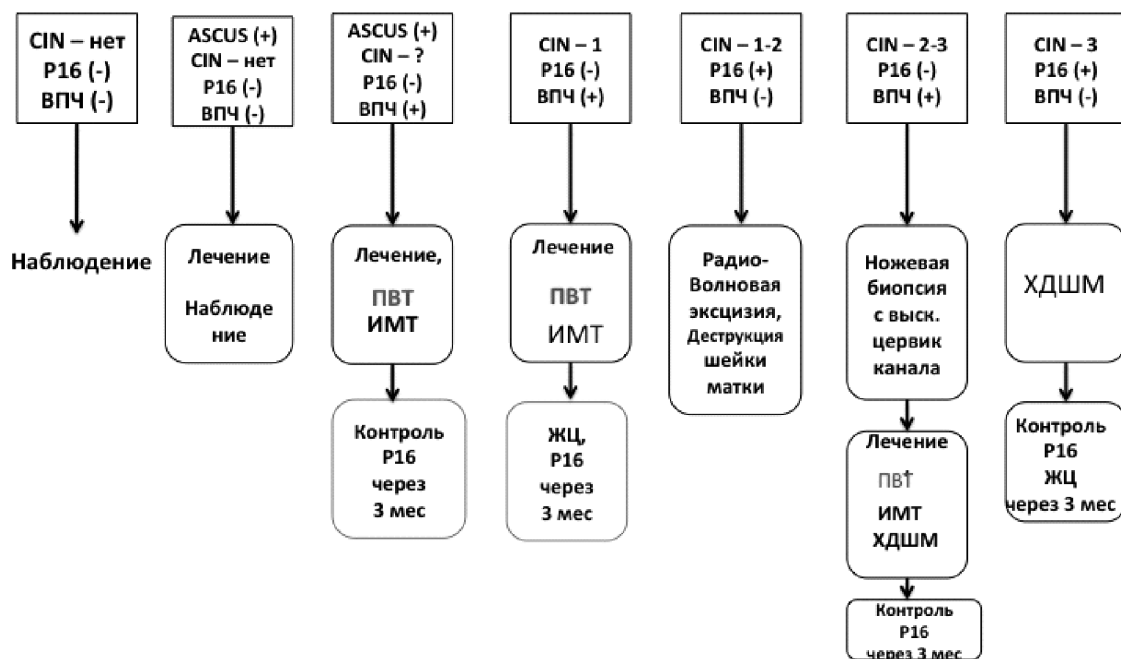 CIN – нет
P16 (-)
ВПЧ (-)
Наблюдение
ASCUS (+)
CIN – нет
P16 (-)
ВПЧ (-)
Лечение
Наблюде
ние
ASCUS (+)
CIN – ?
P16 (-)
ВПЧ (+)
Лечение,
ПВТ
ИМТ
Контроль
P16
через
3 мес
CIN – 1
P16 (-)
ВПЧ (+)
Лечение
ПВТ
ИМТ
ЖЦ,
P16
через
3 мес
CIN – 1-2
P16 (+)
ВПЧ (-)
Радио-
Волновая
эксцизия,
Деструкция
шейки
матки
CIN – 2-3
P16 (-)
ВПЧ (+)
Ножевая
биопсия
с выск.
цервик
канала
Лечение
ПВТ
ИМТ
ХДШМ
Контроль
P16
через 3 мес
CIN – 3
P16 (+)
ВПЧ (-)
ХДШМ
Контроль
P16
ЖЦ
через 3 мес